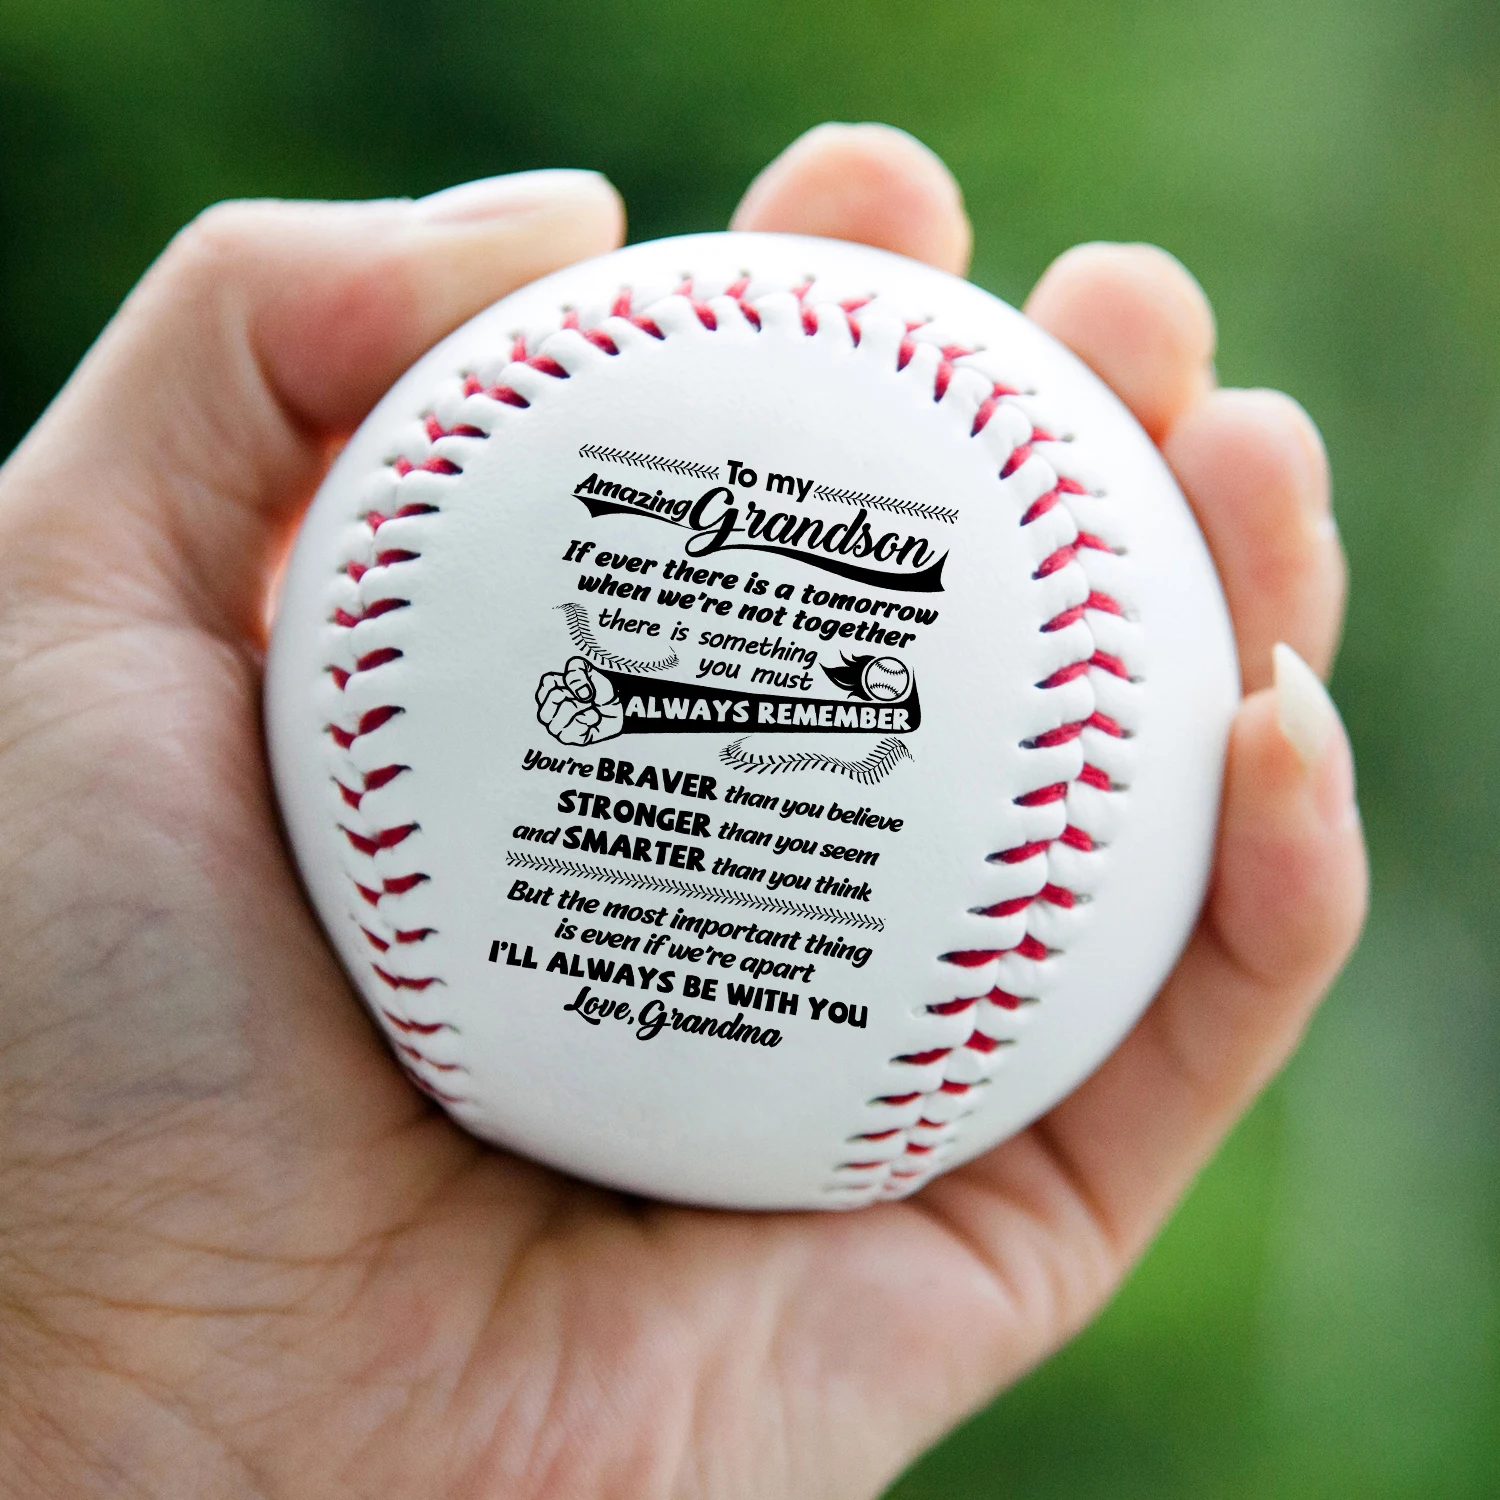 To my
Amazing Grandson
If ever there is a tomorrow
when we're not together
there is something
you must
ALWAYS REMEMBER
You're BRAVER than you believe
STRONGER than you seem
and SMARTER than you think
But the most important thing
is even if we're apart
I'LL ALWAYS BE WITH YOU
Love, Grandma